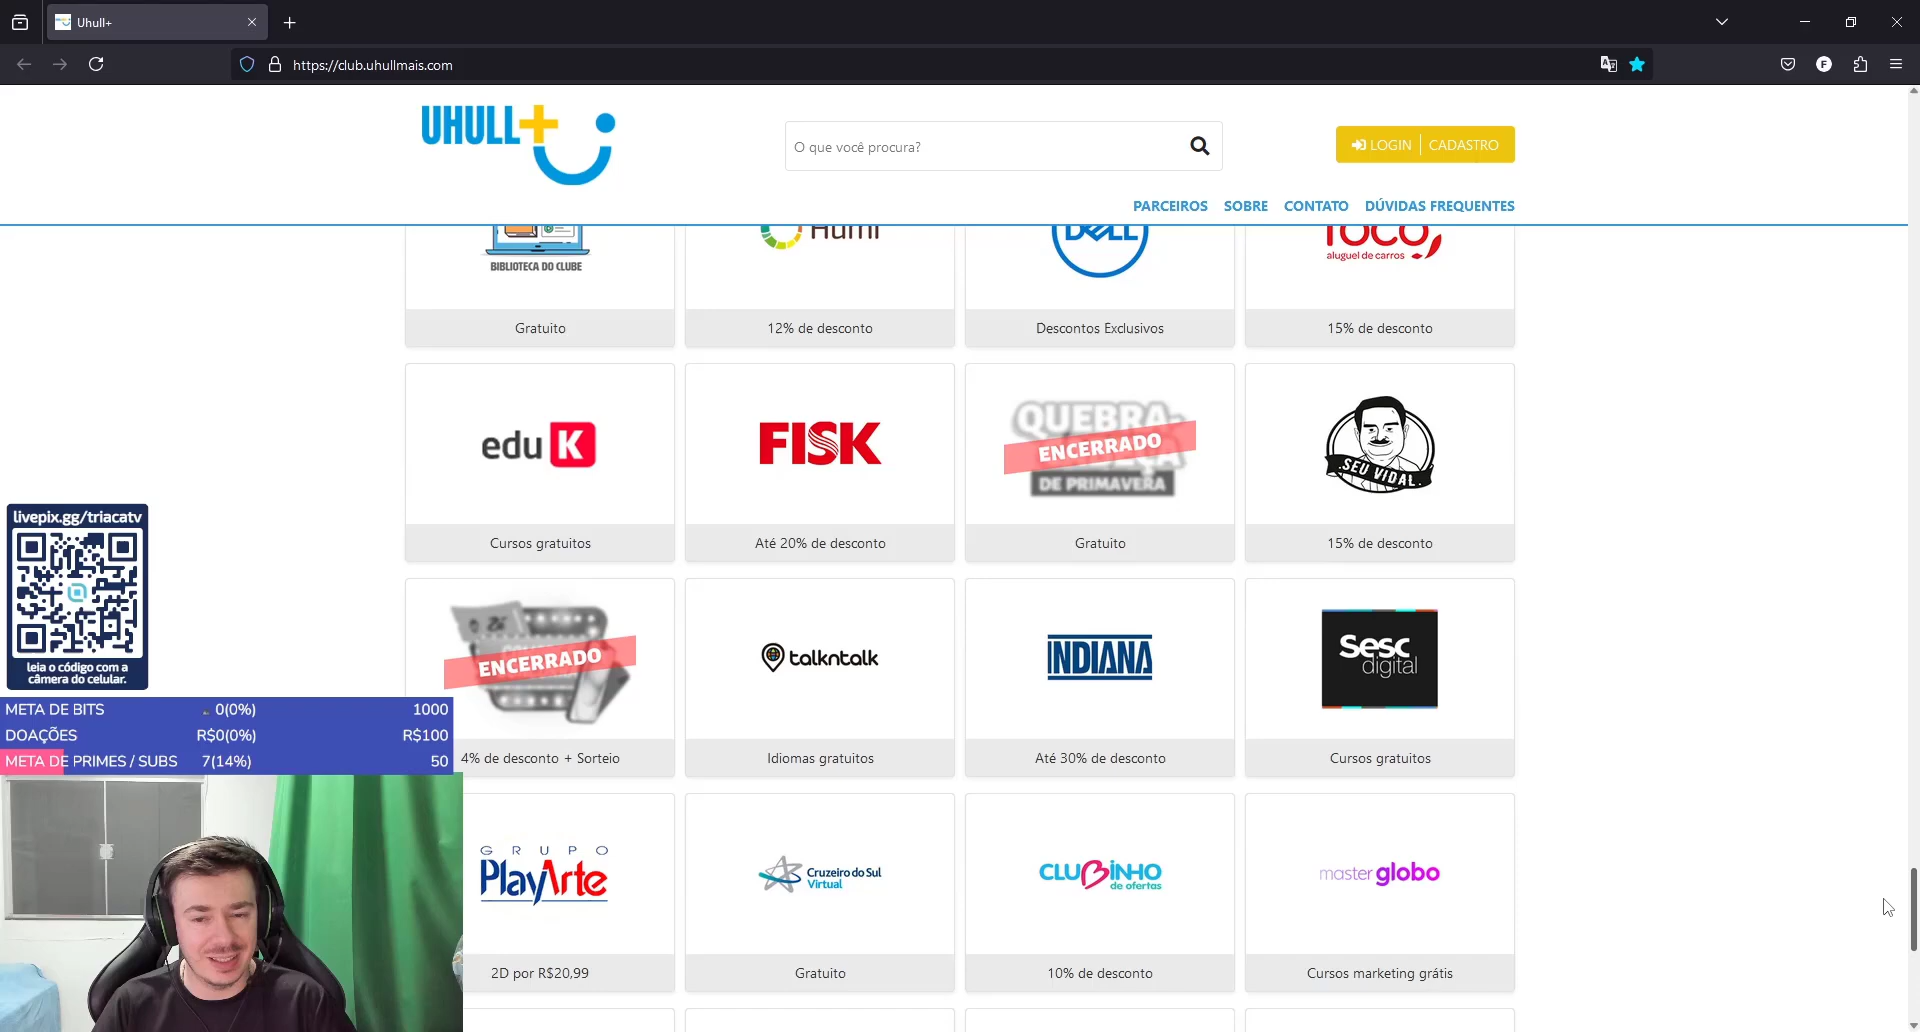 Uhull+
https://club.uhullmais.com
UHULL+
O que você procura?
LOGIN | CADASTRO
PARCEIROS
SOBRE
CONTATO
DÚVIDAS FREQUENTES
BIBLIOTECA DO CLUBE
Humi
DELL
foco
aluguel de carros
Gratuito
12% de desconto
Descontos Exclusivos
15% de desconto
edu K
FISK
QUEBRA-
ENCERRADO
DE PRIMAVERA
.SEU VIDAL.
Cursos gratuitos
Até 20% de desconto
Gratuito
15% de desconto
ENCERRADO
talkntalk
INDIANA
Sesc
digital
4% de desconto + Sorteio
Idiomas gratuitos
Até 30% de desconto
Cursos gratuitos
GRUPO
PlayArte
Cruzeiro do Sul
Virtual
CLUBiNHO
de ofertas
master globo
2D por R$20,99
Gratuito
10% de desconto
Cursos marketing grátis
livepix.gg/triacatv
leia o código com a
câmera do celular.
META DE BITS 0(0%) 1000
DOAÇÕES R$0(0%) R$100
META DE PRIMES / SUBS 7(14%) 50